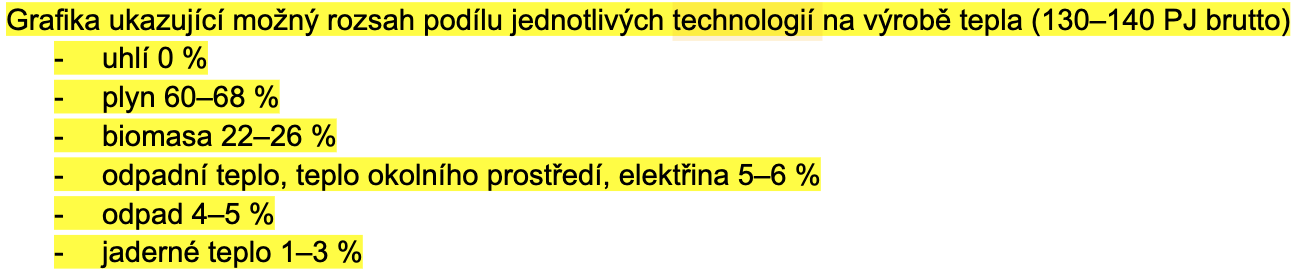 Grafika ukazující možný rozsah podílu jednotlivých technologií na výrobě tepla (130–140 PJ brutto)
- uhlí 0 %
- plyn 60–68 %
- biomasa 22–26 %
- odpadní teplo, teplo okolního prostředí, elektřina 5–6 %
- odpad 4–5 %
- jaderné teplo 1–3 %